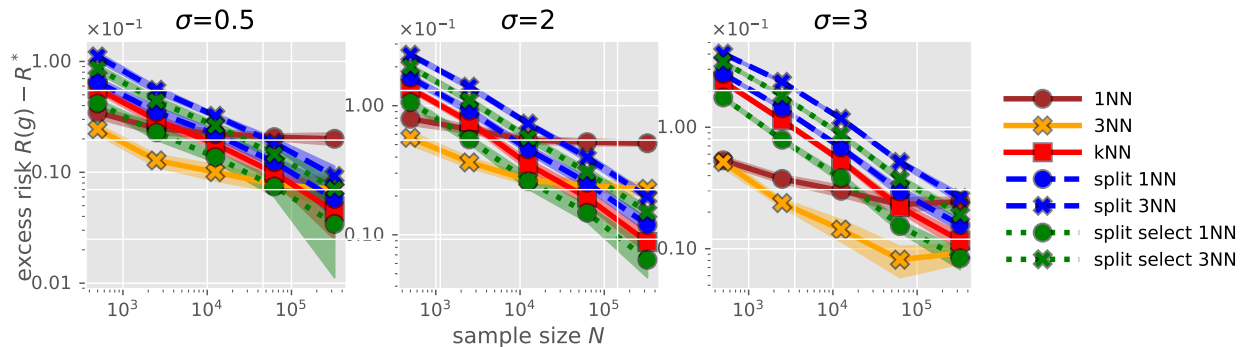 ×10⁻¹ σ=0.5
×10⁻¹ σ=2
×10⁻¹ σ=3
excess risk R(g) − R*
1.00
0.10
0.01
10³ 10⁴ 10⁵
1.00
0.10
10³ 10⁴ 10⁵
1.00
0.10
10³ 10⁴ 10⁵
sample size N
1NN
3NN
kNN
split 1NN
split 3NN
split select 1NN
split select 3NN